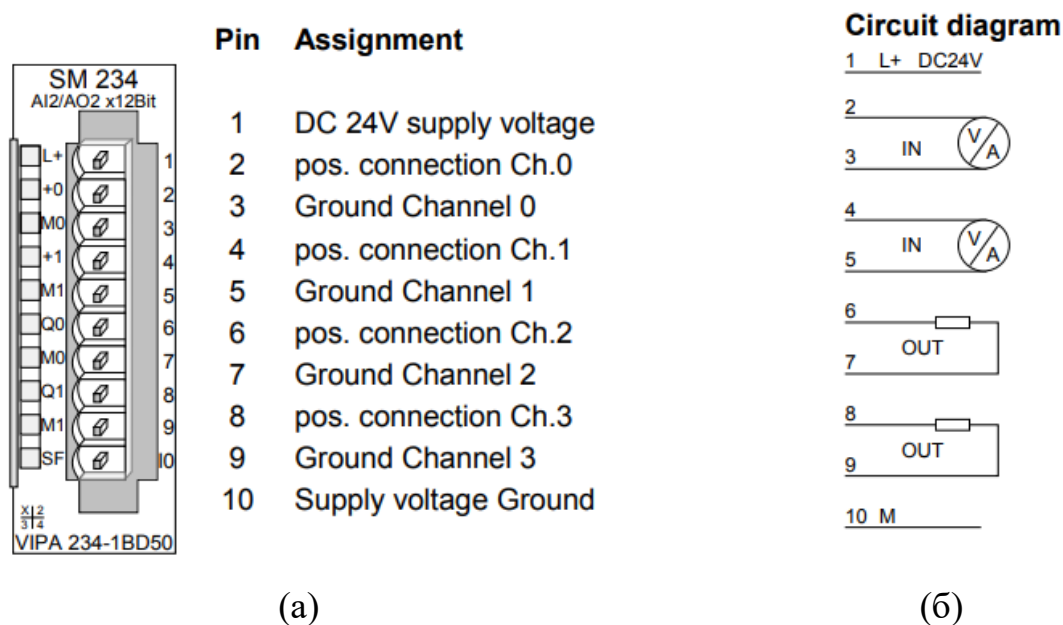 SM 234
AI2/AO2 x12Bit
L+ 1
+0 2
M0 3
+1 4
M1 5
Q0 6
M0 7
Q1 8
M1 9
SF I0
X 2
3 4
VIPA 234-1BD50
Pin Assignment
1 DC 24V supply voltage
2 pos. connection Ch.0
3 Ground Channel 0
4 pos. connection Ch.1
5 Ground Channel 1
6 pos. connection Ch.2
7 Ground Channel 2
8 pos. connection Ch.3
9 Ground Channel 3
10 Supply voltage Ground
Circuit diagram
1 L+ DC24V
2
3 IN V/A
4
5 IN V/A
6
7 OUT
8
9 OUT
10 M
(а) (б)